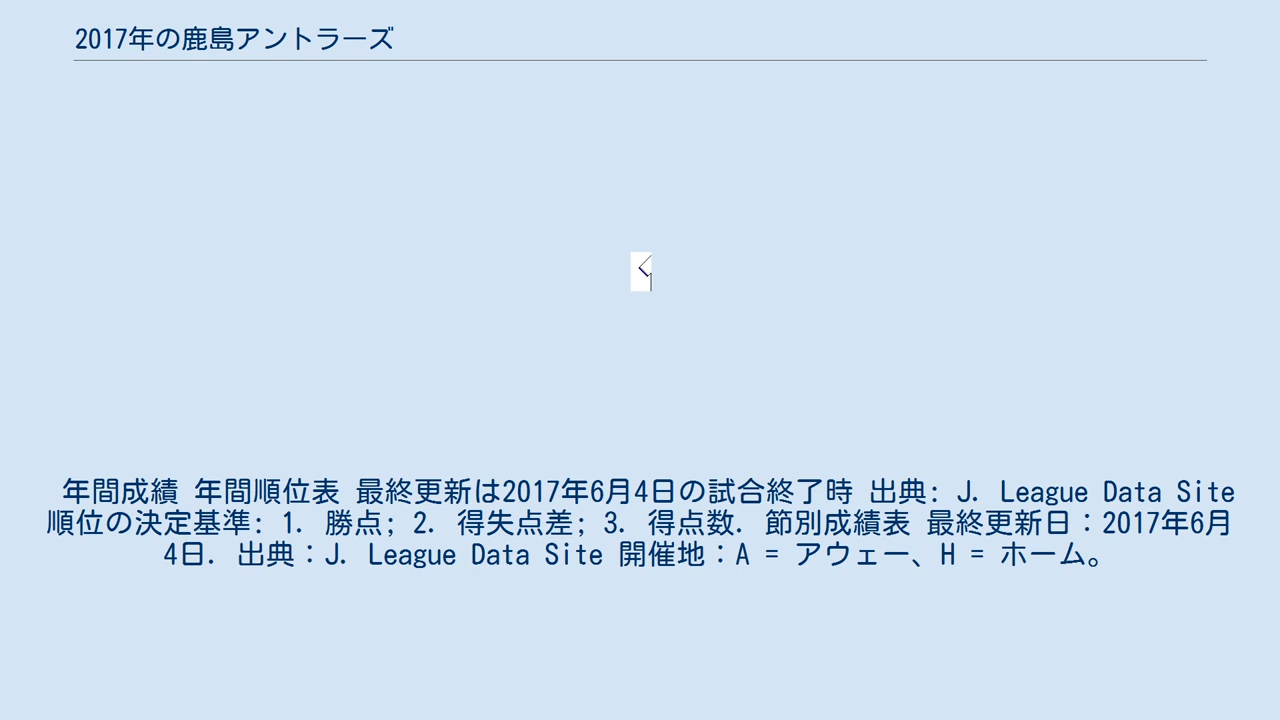 2017年の鹿島アントラーズ
年間成績 年間順位表 最終更新は2017年6月4日の試合終了時 出典: J. League Data Site
順位の決定基準: 1. 勝点; 2. 得失点差; 3. 得点数. 節別成績表 最終更新日：2017年6月
4日. 出典：J. League Data Site 開催地：A = アウェー、H = ホーム。